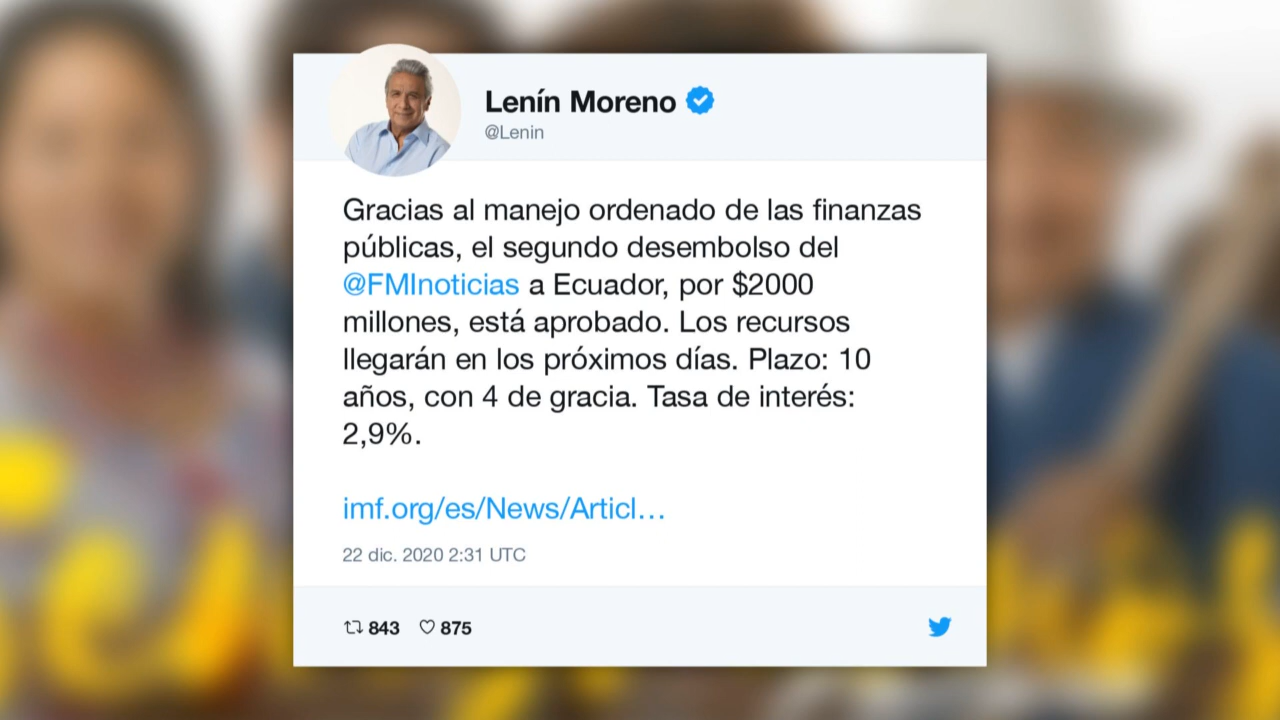 Lenín Moreno
@Lenin
Gracias al manejo ordenado de las finanzas
públicas, el segundo desembolso del
@FMInoticias a Ecuador, por $2000
millones, está aprobado. Los recursos
llegarán en los próximos días. Plazo: 10
años, con 4 de gracia. Tasa de interés:
2,9%.
imf.org/es/News/Articl…
22 dic. 2020 2:31 UTC
843 875